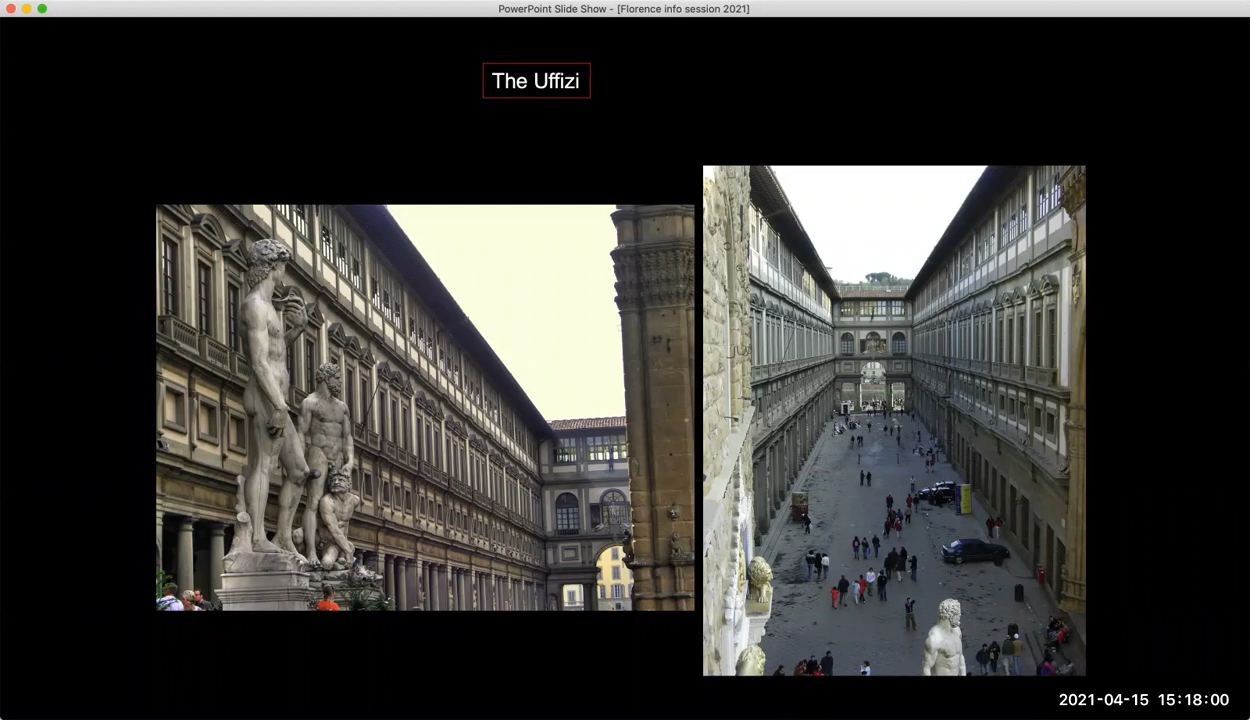 PowerPoint Slide Show - [Florence info session 2021]
The Uffizi
2021-04-15 15:18:00